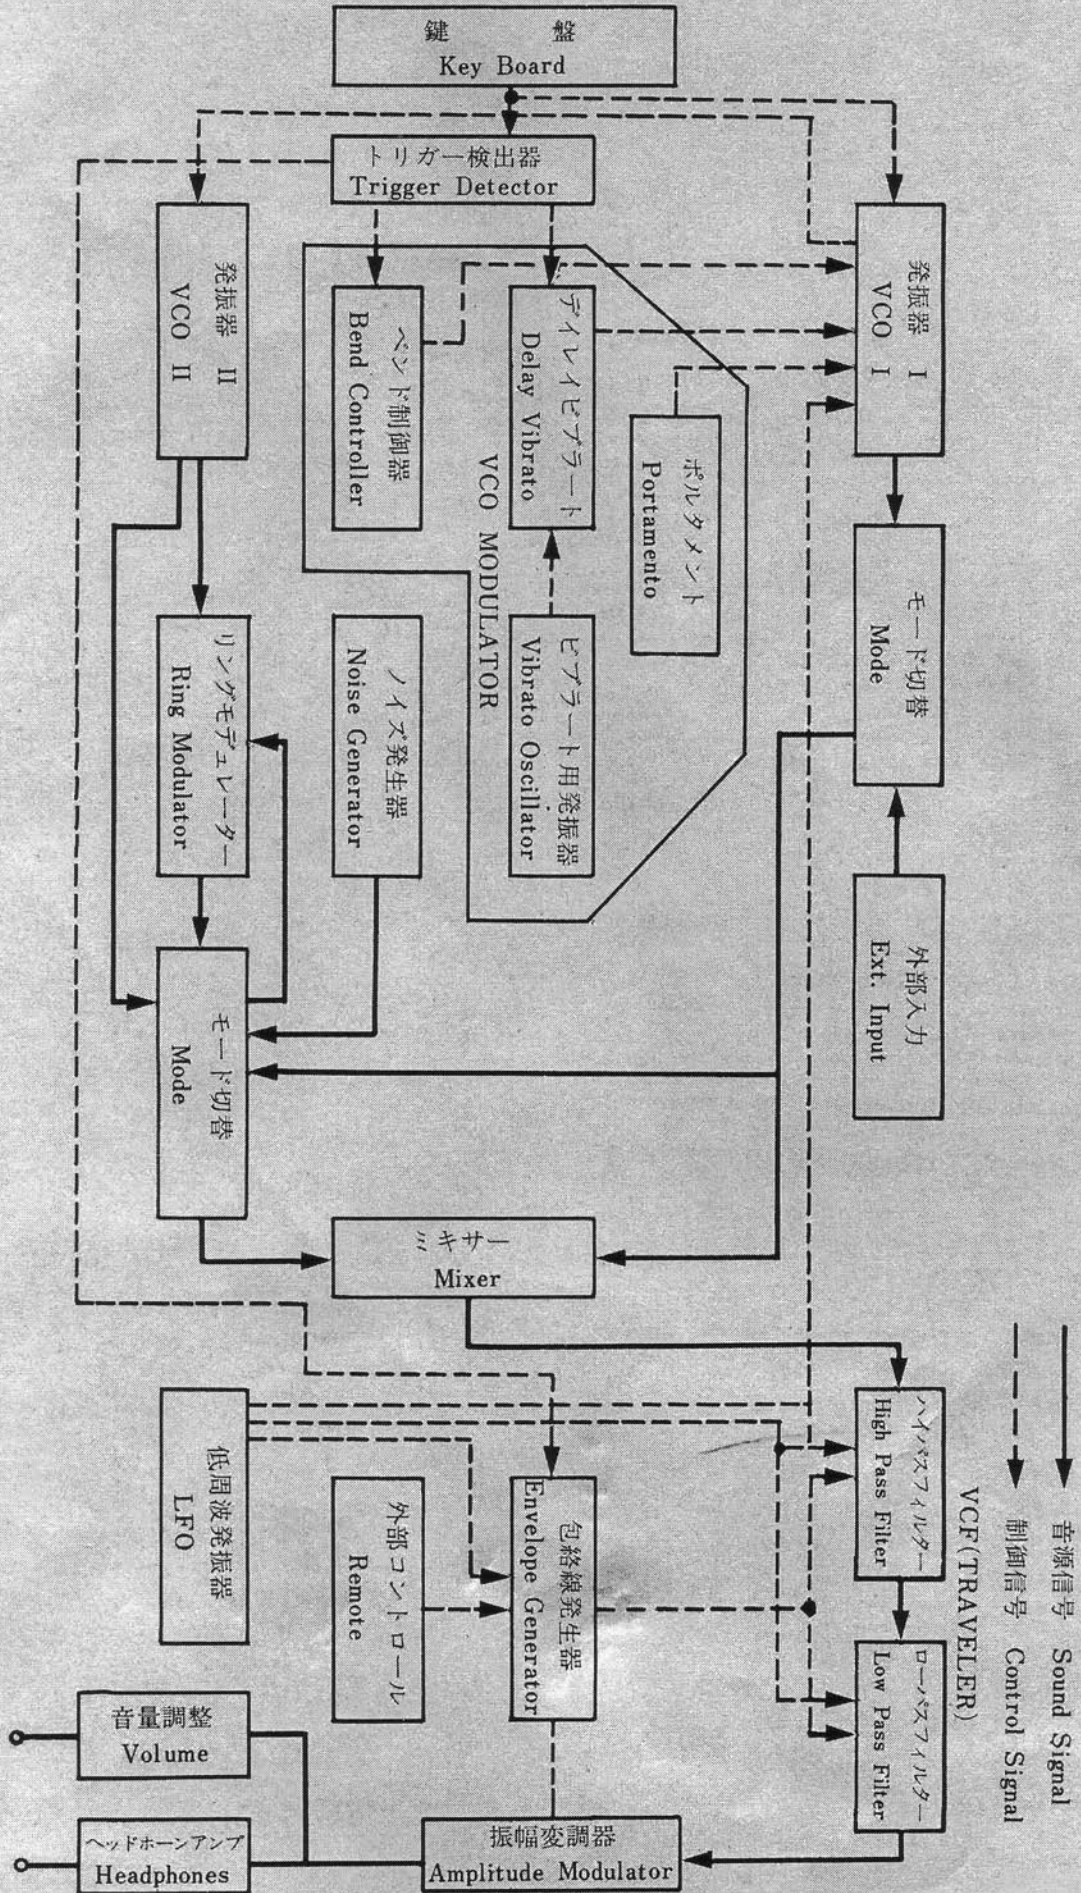 鍵盤
Key Board
トリガー検出器
Trigger Detector
発振器 I
VCO I
発振器 II
VCO II
ベンド制御器
Bend Controller
ディレイビブラート
Delay Vibrato
ポルタメント
Portamento
VCO MODULATOR
ビブラート用発振器
Vibrato Oscillator
ノイズ発生器
Noise Generator
リングモデュレーター
Ring Modulator
モード切替
Mode
外部入力
Ext. Input
モード切替
Mode
ミキサー
Mixer
音源信号 Sound Signal
制御信号 Control Signal
VCF(TRAVELER)
ハイパスフィルター
High Pass Filter
ローパスフィルター
Low Pass Filter
低周波発振器
LFO
外部コントロール
Remote
包絡線発生器
Envelope Generator
振幅変調器
Amplitude Modulator
音量調整
Volume
ヘッドホーンアンプ
Headphones